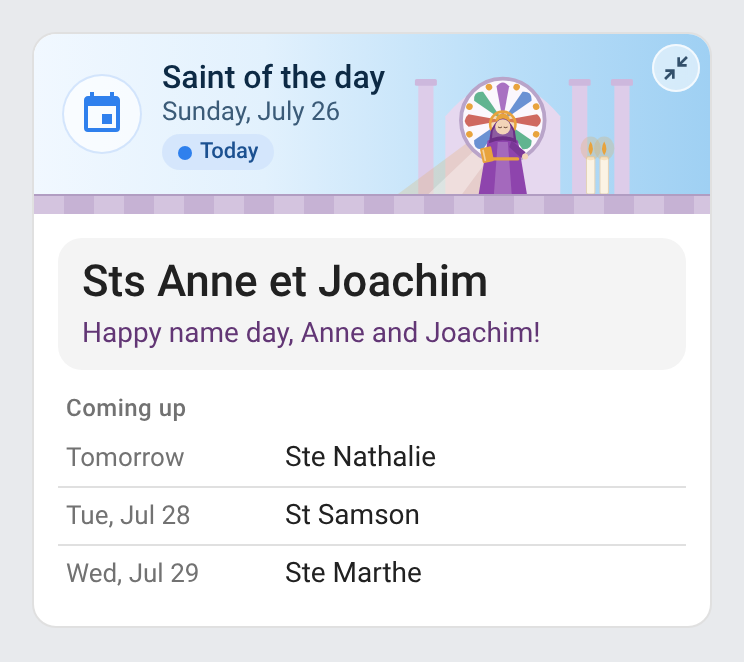 Saint of the day
Sunday, July 26
Today
Sts Anne et Joachim
Happy name day, Anne and Joachim!
Coming up
Tomorrow Ste Nathalie
Tue, Jul 28 St Samson
Wed, Jul 29 Ste Marthe